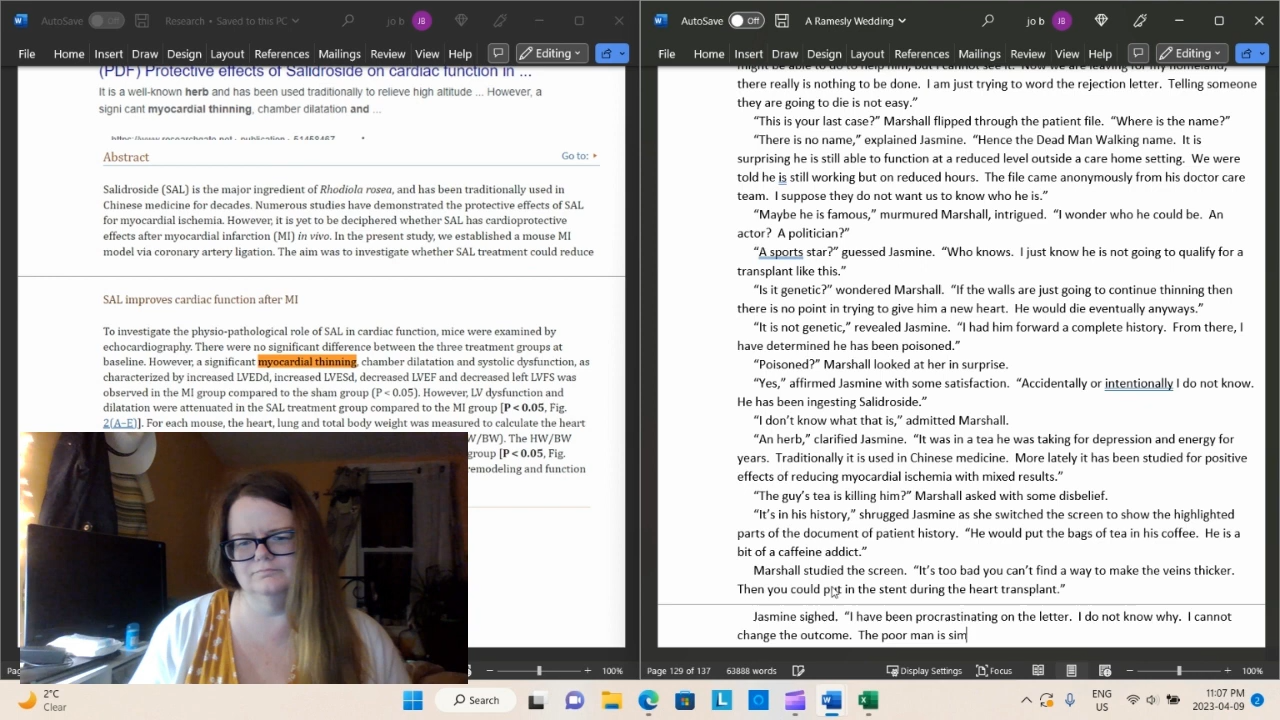 AutoSave Off Research • Saved to this PC jo b JB
File Home Insert Draw Design Layout References Mailings Review View Help Editing
(PDF) Protective effects of Salidroside on cardiac function in ...
It is a well-known herb and has been used traditionally to relieve high altitude ... However, a
signi cant myocardial thinning, chamber dilatation and ...
Abstract Go to:
Salidroside (SAL) is the major ingredient of Rhodiola rosea, and has been traditionally used in
Chinese medicine for decades. Numerous studies have demonstrated the protective effects of SAL
for myocardial ischemia. However, it is yet to be deciphered whether SAL has cardioprotective
effects after myocardial infarction (MI) in vivo. In the present study, we established a mouse MI
model via coronary artery ligation. The aim was to investigate whether SAL treatment could reduce
SAL improves cardiac function after MI
To investigate the physio-pathological role of SAL in cardiac function, mice were examined by
echocardiography. There were no significant difference between the three treatment groups at
baseline. However, a significant myocardial thinning, chamber dilatation and systolic dysfunction, as
characterized by increased LVEDd, increased LVESd, decreased LVEF and decreased left LVFS was
observed in the MI group compared to the sham group (P < 0.05). However, LV dysfunction and
dilatation were attenuated in the SAL treatment group compared to the MI group [P < 0.05, Fig.
2(A–E)]. For each mouse, the heart, lung and total body weight was measured to calculate the heart
W/BW). The HW/BW
group [P < 0.05, Fig.
remodeling and function
100%
AutoSave Off A Ramesly Wedding jo b JB
File Home Insert Draw Design Layout References Mailings Review View Help Editing
there really is nothing to be done. I am just trying to word the rejection letter. Telling someone
they are going to die is not easy.”
“This is your last case?” Marshall flipped through the patient file. “Where is the name?”
“There is no name,” explained Jasmine. “Hence the Dead Man Walking name. It is
surprising he is still able to function at a reduced level outside a care home setting. We were
told he is still working but on reduced hours. The file came anonymously from his doctor care
team. I suppose they do not want us to know who he is.”
“Maybe he is famous,” murmured Marshall, intrigued. “I wonder who he could be. An
actor? A politician?”
“A sports star?” guessed Jasmine. “Who knows. I just know he is not going to qualify for a
transplant like this.”
“Is it genetic?” wondered Marshall. “If the walls are just going to continue thinning then
there is no point in trying to give him a new heart. He would die eventually anyways.”
“It is not genetic,” revealed Jasmine. “I had him forward a complete history. From there, I
have determined he has been poisoned.”
“Poisoned?” Marshall looked at her in surprise.
“Yes,” affirmed Jasmine with some satisfaction. “Accidentally or intentionally I do not know.
He has been ingesting Salidroside.”
“I don’t know what that is,” admitted Marshall.
“An herb,” clarified Jasmine. “It was in a tea he was taking for depression and energy for
years. Traditionally it is used in Chinese medicine. More lately it has been studied for positive
effects of reducing myocardial ischemia with mixed results.”
“The guy’s tea is killing him?” Marshall asked with some disbelief.
“It’s in his history,” shrugged Jasmine as she switched the screen to show the highlighted
parts of the document of patient history. “He would put the bags of tea in his coffee. He is a
bit of a caffeine addict.”
Marshall studied the screen. “It’s too bad you can’t find a way to make the veins thicker.
Then you could put in the stent during the heart transplant.”
Jasmine sighed. “I have been procrastinating on the letter. I do not know why. I cannot
change the outcome. The poor man is sim
Page 129 of 137 63888 words Display Settings Focus 100%
2°C
Clear
Search
ENG
US
11:07 PM
2023-04-09
2